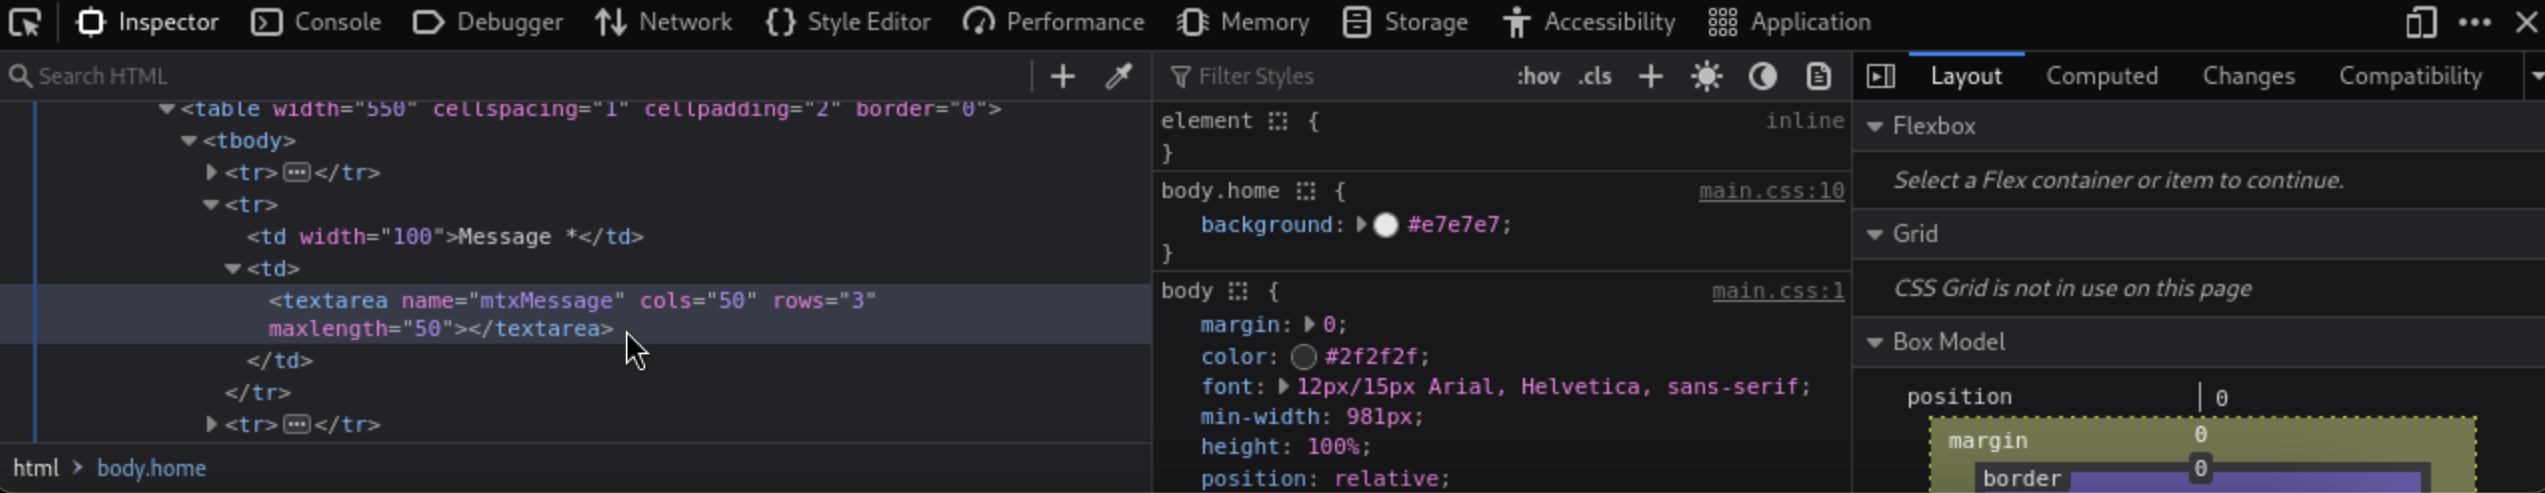 Inspector Console Debugger Network Style Editor Performance Memory Storage Accessibility Application
Search HTML
<table width="550" cellspacing="1" cellpadding="2" border="0">
<tbody>
<tr></tr>
<tr>
<td width="100">Message *</td>
<td>
<textarea name="mtxMessage" cols="50" rows="3"
maxlength="50"></textarea>
</td>
</tr>
<tr></tr>
html body.home
Filter Styles :hov .cls
element { inline
}
body.home { main.css:10
background: #e7e7e7;
}
body { main.css:1
margin: 0;
color: #2f2f2f;
font: 12px/15px Arial, Helvetica, sans-serif;
min-width: 981px;
height: 100%;
position: relative;
Layout Computed Changes Compatibility
Flexbox
Select a Flex container or item to continue.
Grid
CSS Grid is not in use on this page
Box Model
position 0
margin 0
border 0